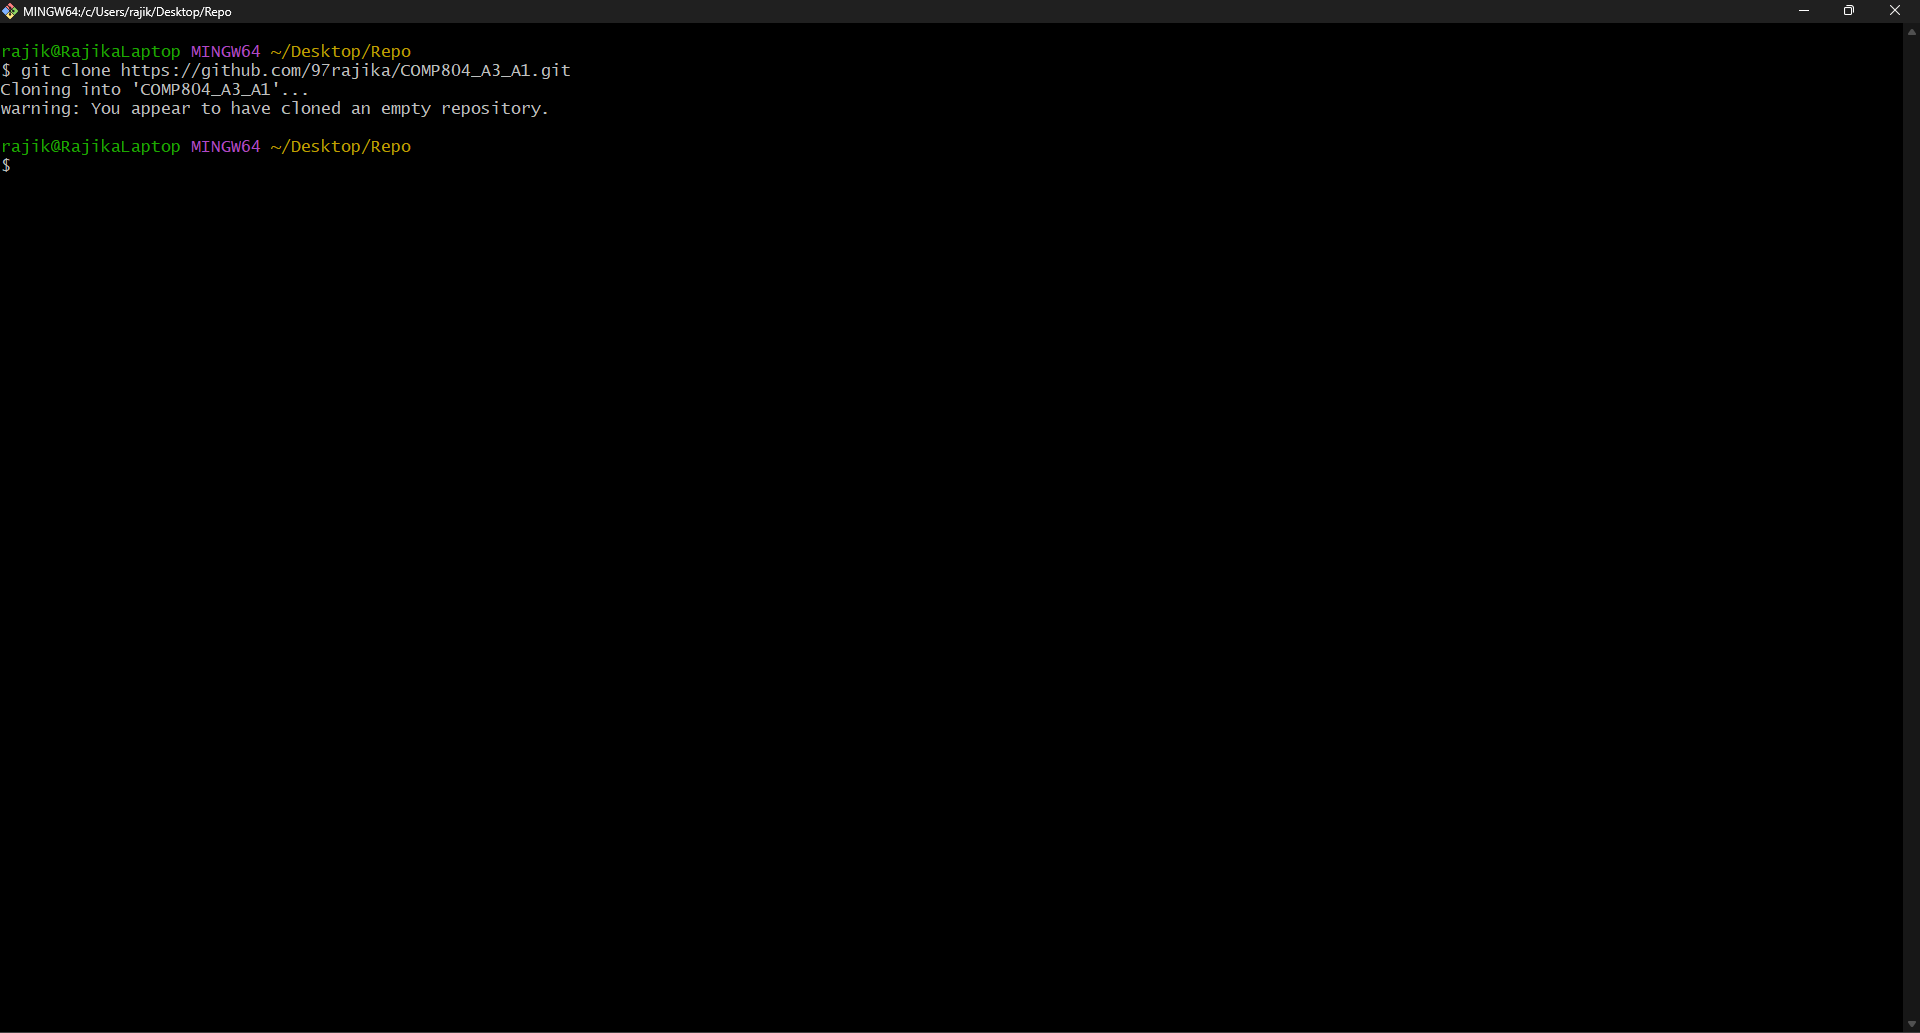 MINGW64:/c/Users/rajik/Desktop/Repo
rajik@RajikaLaptop MINGW64 ~/Desktop/Repo
$ git clone https://github.com/97rajika/COMP804_A3_A1.git
Cloning into 'COMP804_A3_A1'...
warning: You appear to have cloned an empty repository.
rajik@RajikaLaptop MINGW64 ~/Desktop/Repo
$